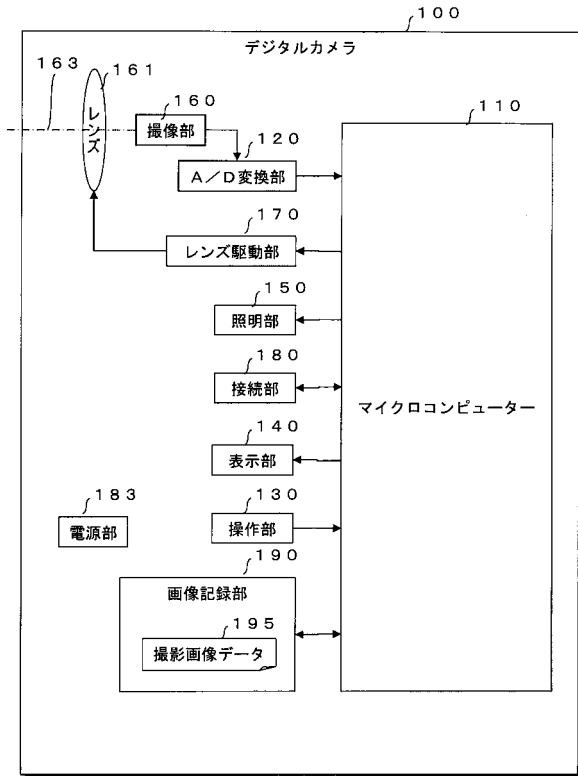 100
デジタルカメラ
163
161
レンズ
160
撮像部
110
120
A/D変換部
170
レンズ駆動部
150
照明部
180
接続部
マイクロコンピューター
140
表示部
183
電源部
130
操作部
190
画像記録部
195
撮影画像データ